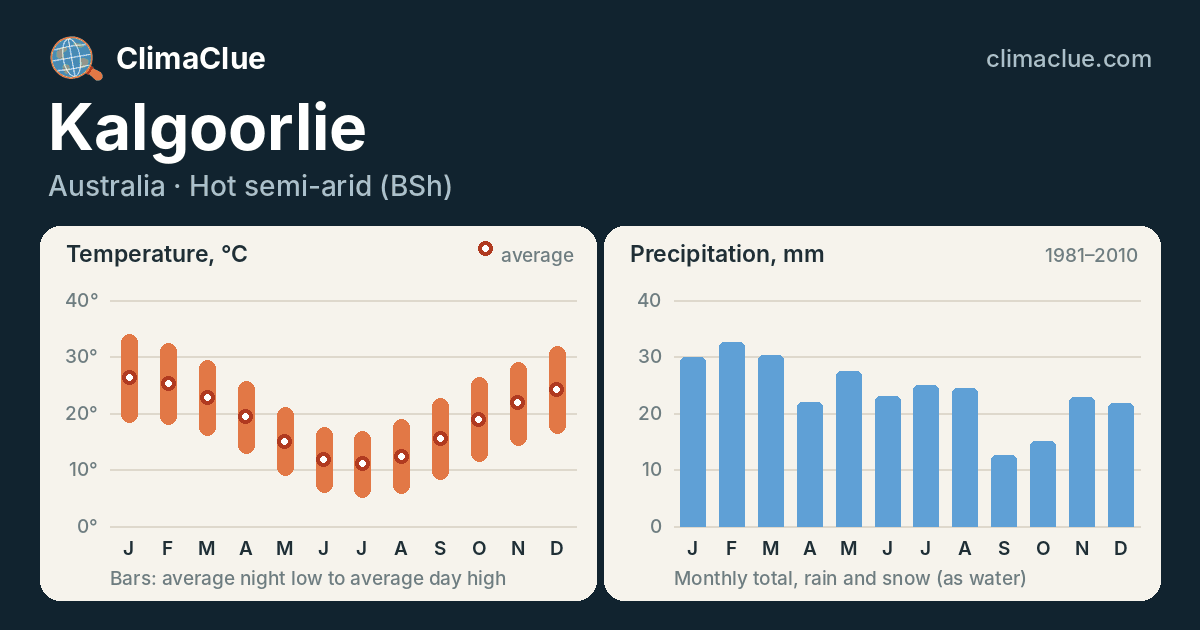 ClimaClue
climaclue.com
Kalgoorlie
Australia · Hot semi-arid (BSh)
Temperature, °C
average
40°
30°
20°
10°
0°
J F M A M J J A S O N D
Bars: average night low to average day high
Precipitation, mm
1981–2010
40
30
20
10
0
J F M A M J J A S O N D
Monthly total, rain and snow (as water)